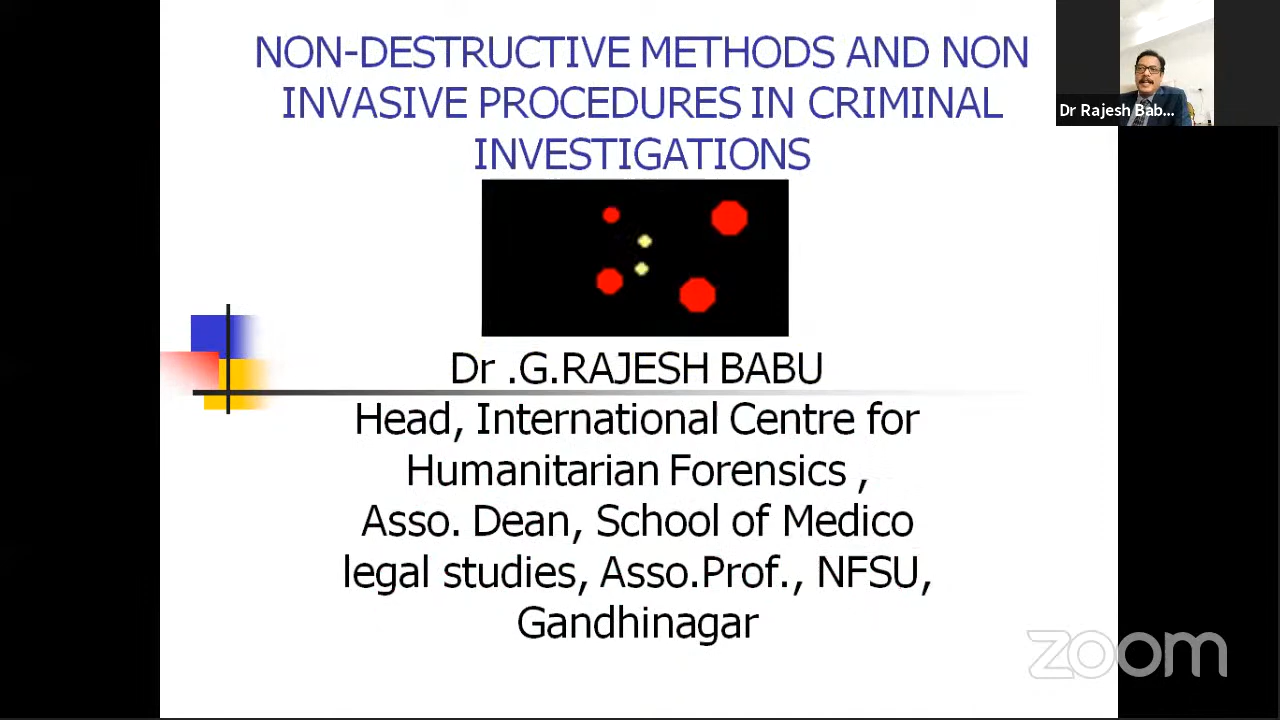 NON-DESTRUCTIVE METHODS AND NON
INVASIVE PROCEDURES IN CRIMINAL
INVESTIGATIONS
Dr Rajesh Bab...
Dr .G.RAJESH BABU
Head, International Centre for
Humanitarian Forensics ,
Asso. Dean, School of Medico
legal studies, Asso.Prof., NFSU,
Gandhinagar
zoom